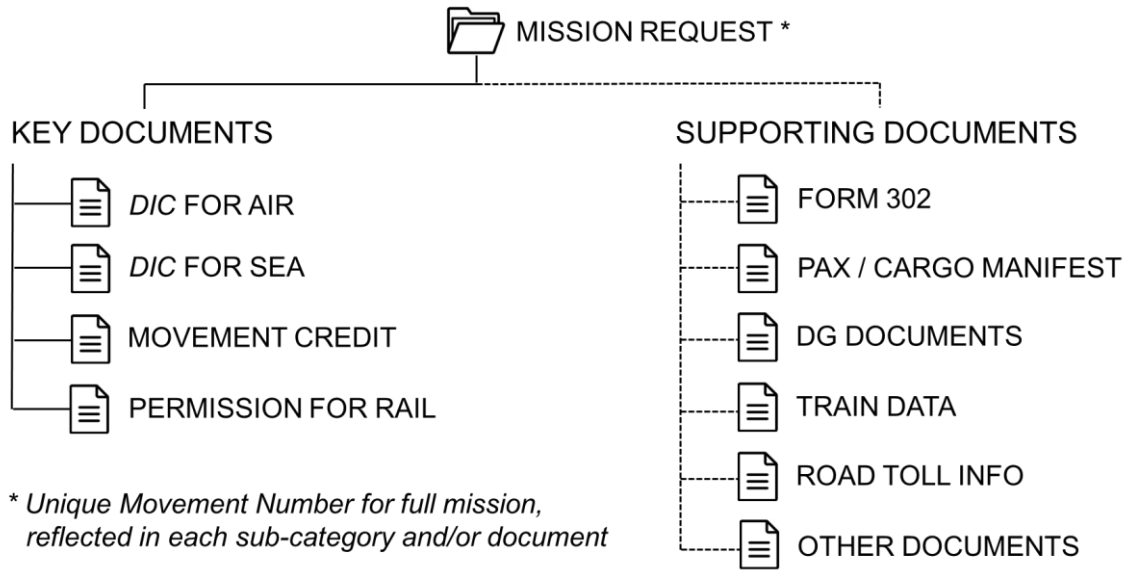 MISSION REQUEST *
KEY DOCUMENTS
DIC FOR AIR
DIC FOR SEA
MOVEMENT CREDIT
PERMISSION FOR RAIL
* Unique Movement Number for full mission,
reflected in each sub-category and/or document
SUPPORTING DOCUMENTS
FORM 302
PAX / CARGO MANIFEST
DG DOCUMENTS
TRAIN DATA
ROAD TOLL INFO
OTHER DOCUMENTS